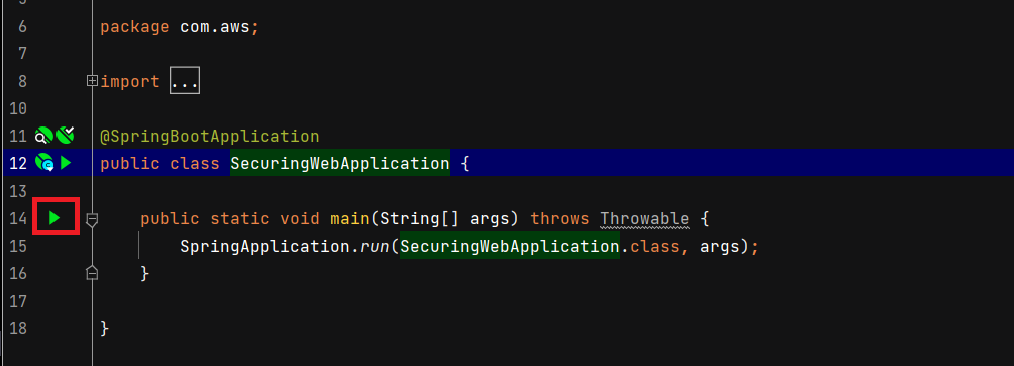 6 package com.aws;
7
8 import ...
10
11 @SpringBootApplication
12 public class SecuringWebApplication {
13
14 public static void main(String[] args) throws Throwable {
15 SpringApplication.run(SecuringWebApplication.class, args);
16 }
17
18 }